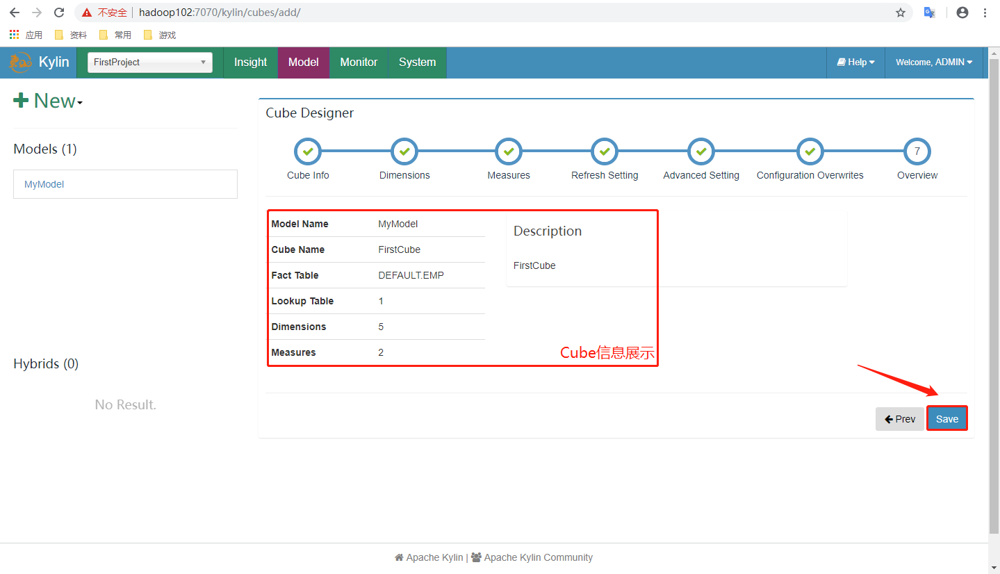 不安全 hadoop102:7070/kylin/cubes/add/
应用 资料 常用 游戏
Kylin FirstProject Insight Model Monitor System Help Welcome, ADMIN
New
Models (1)
MyModel
Hybrids (0)
No Result.
Cube Designer
7
Cube Info Dimensions Measures Refresh Setting Advanced Setting Configuration Overwrites Overview
Model Name MyModel
Cube Name FirstCube
Fact Table DEFAULT.EMP
Lookup Table 1
Dimensions 5
Measures 2
Description
FirstCube
Cube信息展示
Prev Save
Apache Kylin | Apache Kylin Community